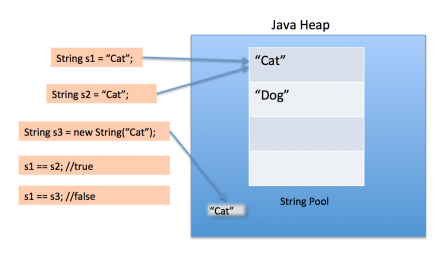 Java Heap
String s1 = “Cat”;
“Cat”
String s2 = “Cat”;
“Dog”
String s3 = new String(“Cat”);
s1 == s2; //true
s1 == s3; //false
“Cat”
String Pool